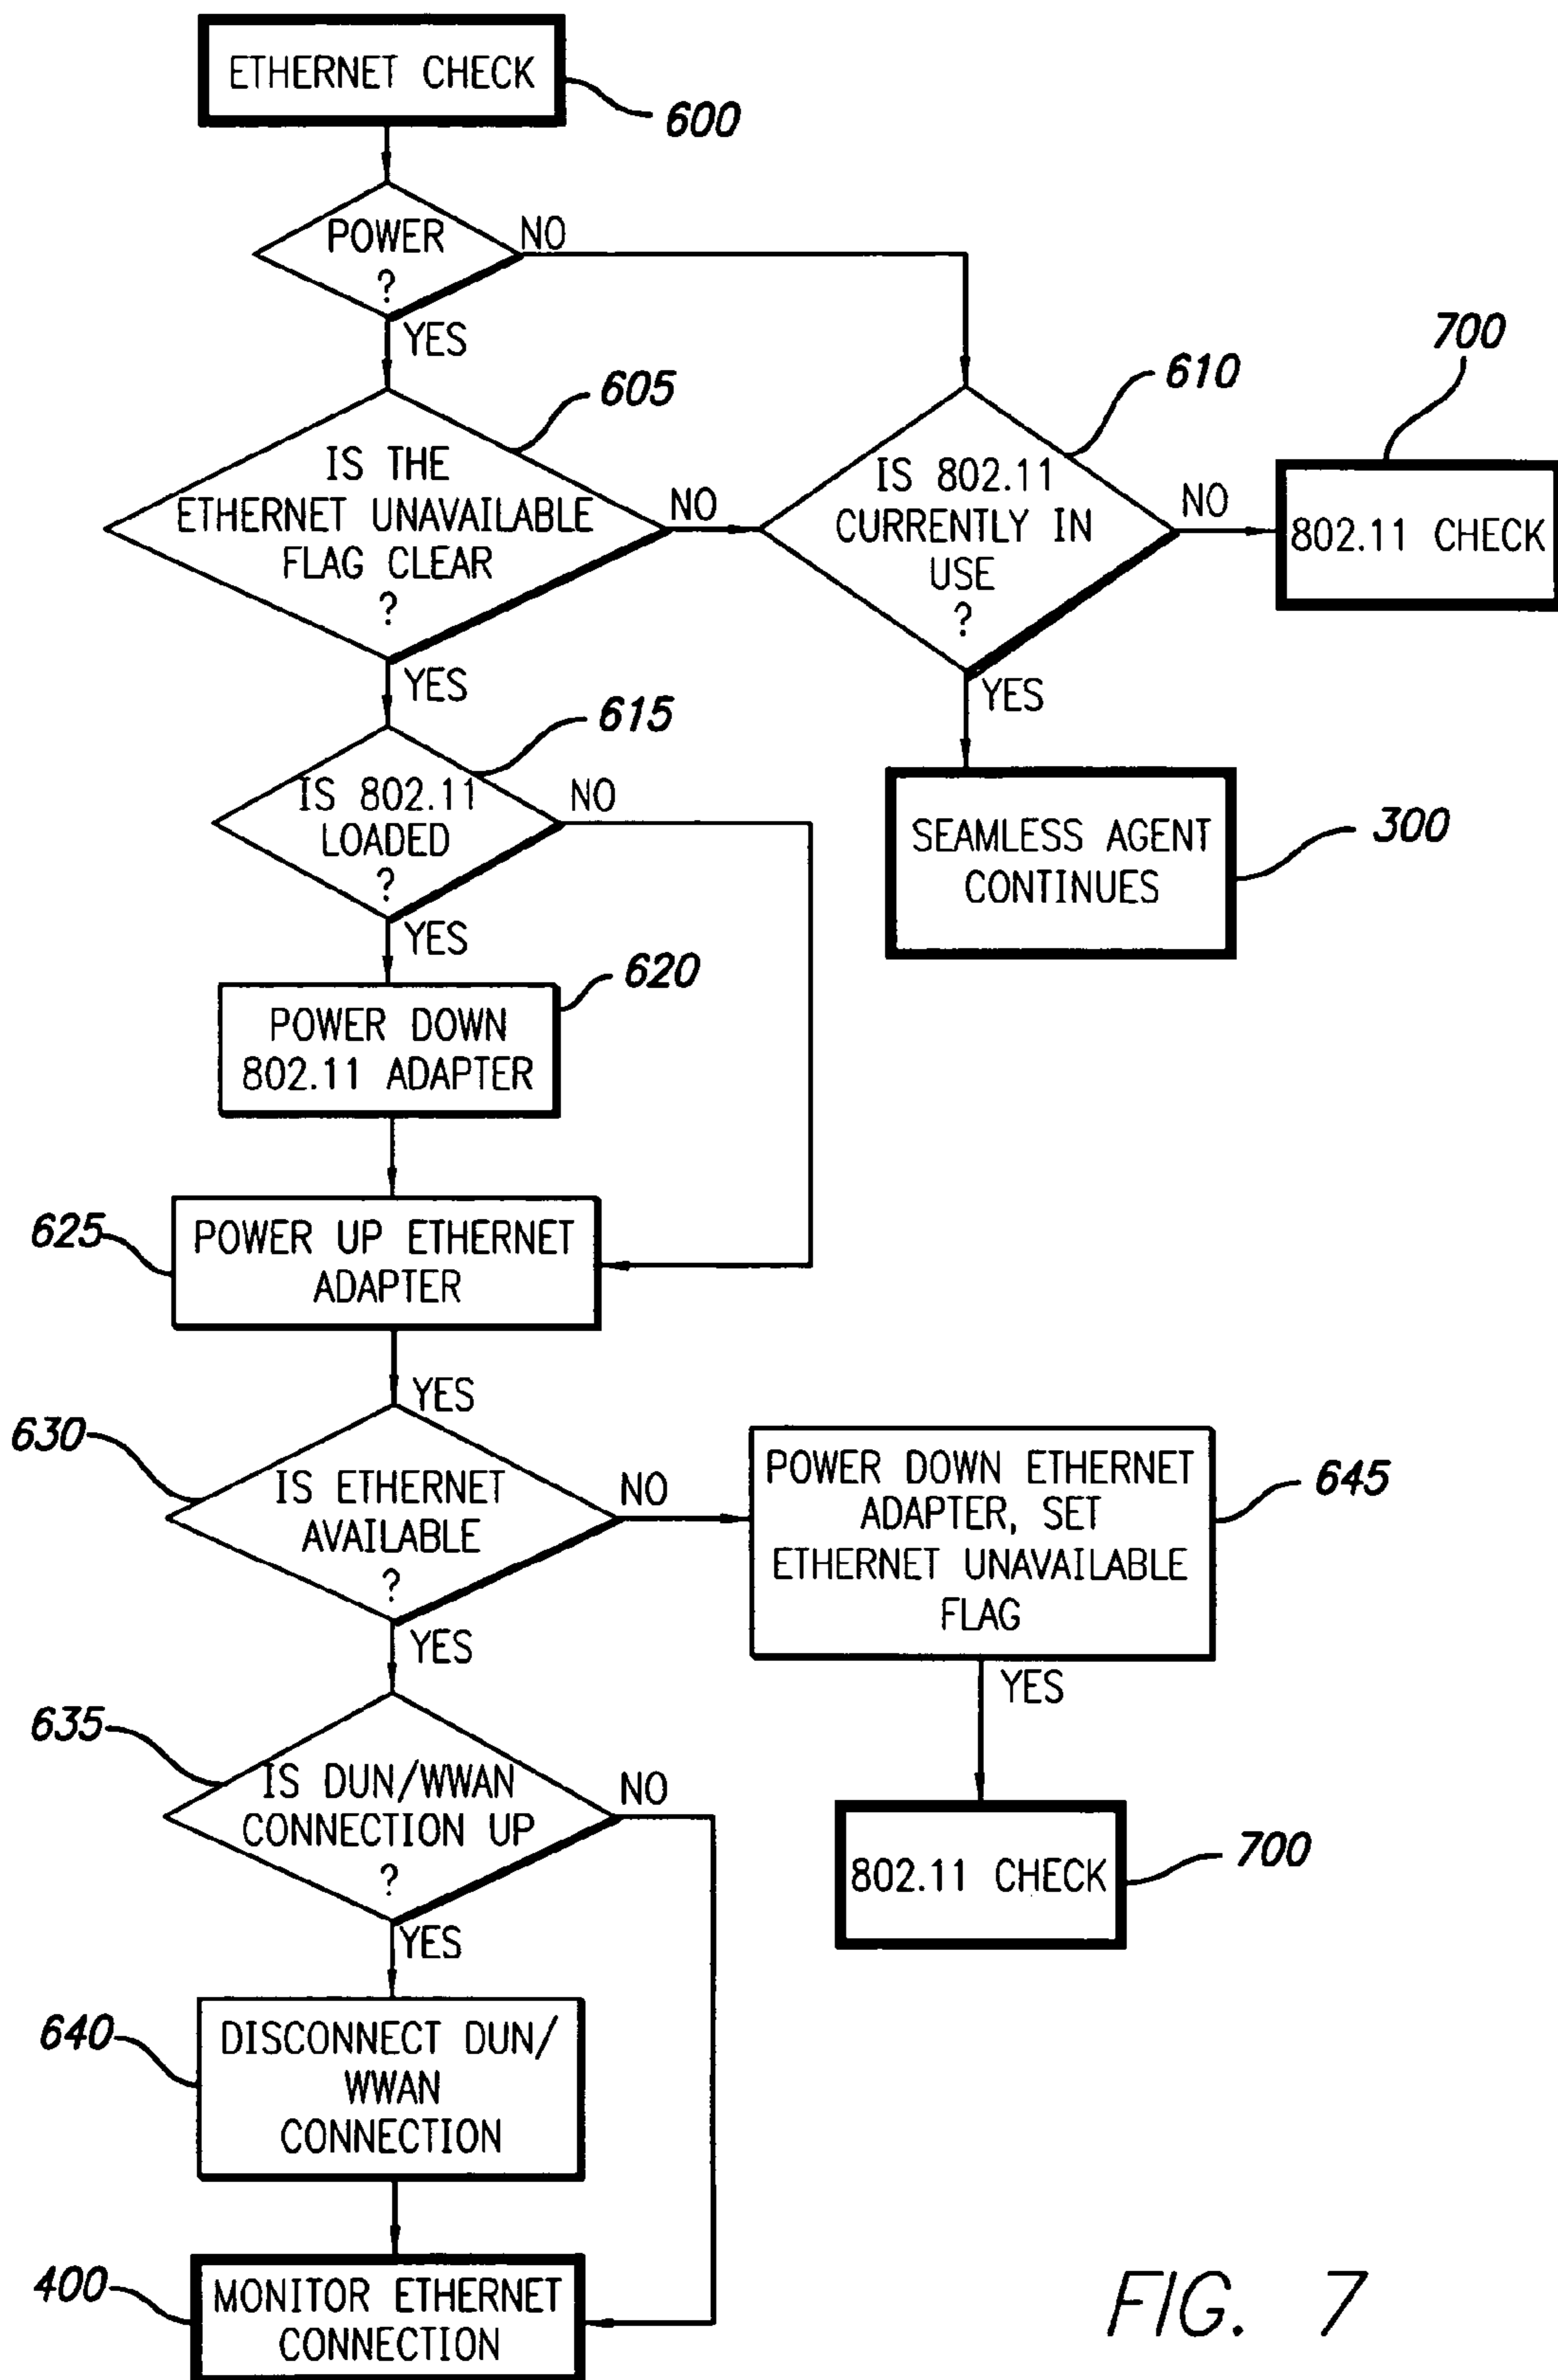 ETHERNET CHECK
600
POWER
?
NO
YES
605
IS THE
ETHERNET UNAVAILABLE
FLAG CLEAR
?
NO
YES
610
IS 802.11
CURRENTLY IN
USE
?
NO
YES
700
802.11 CHECK
SEAMLESS AGENT
CONTINUES
300
615
IS 802.11
LOADED
?
NO
YES
620
POWER DOWN
802.11 ADAPTER
625
POWER UP ETHERNET
ADAPTER
YES
630
IS ETHERNET
AVAILABLE
?
NO
YES
POWER DOWN ETHERNET
ADAPTER, SET
ETHERNET UNAVAILABLE
FLAG
645
YES
802.11 CHECK
700
635
IS DUN/WWAN
CONNECTION UP
?
NO
YES
640
DISCONNECT DUN/
WWAN
CONNECTION
400
MONITOR ETHERNET
CONNECTION
FIG. 7